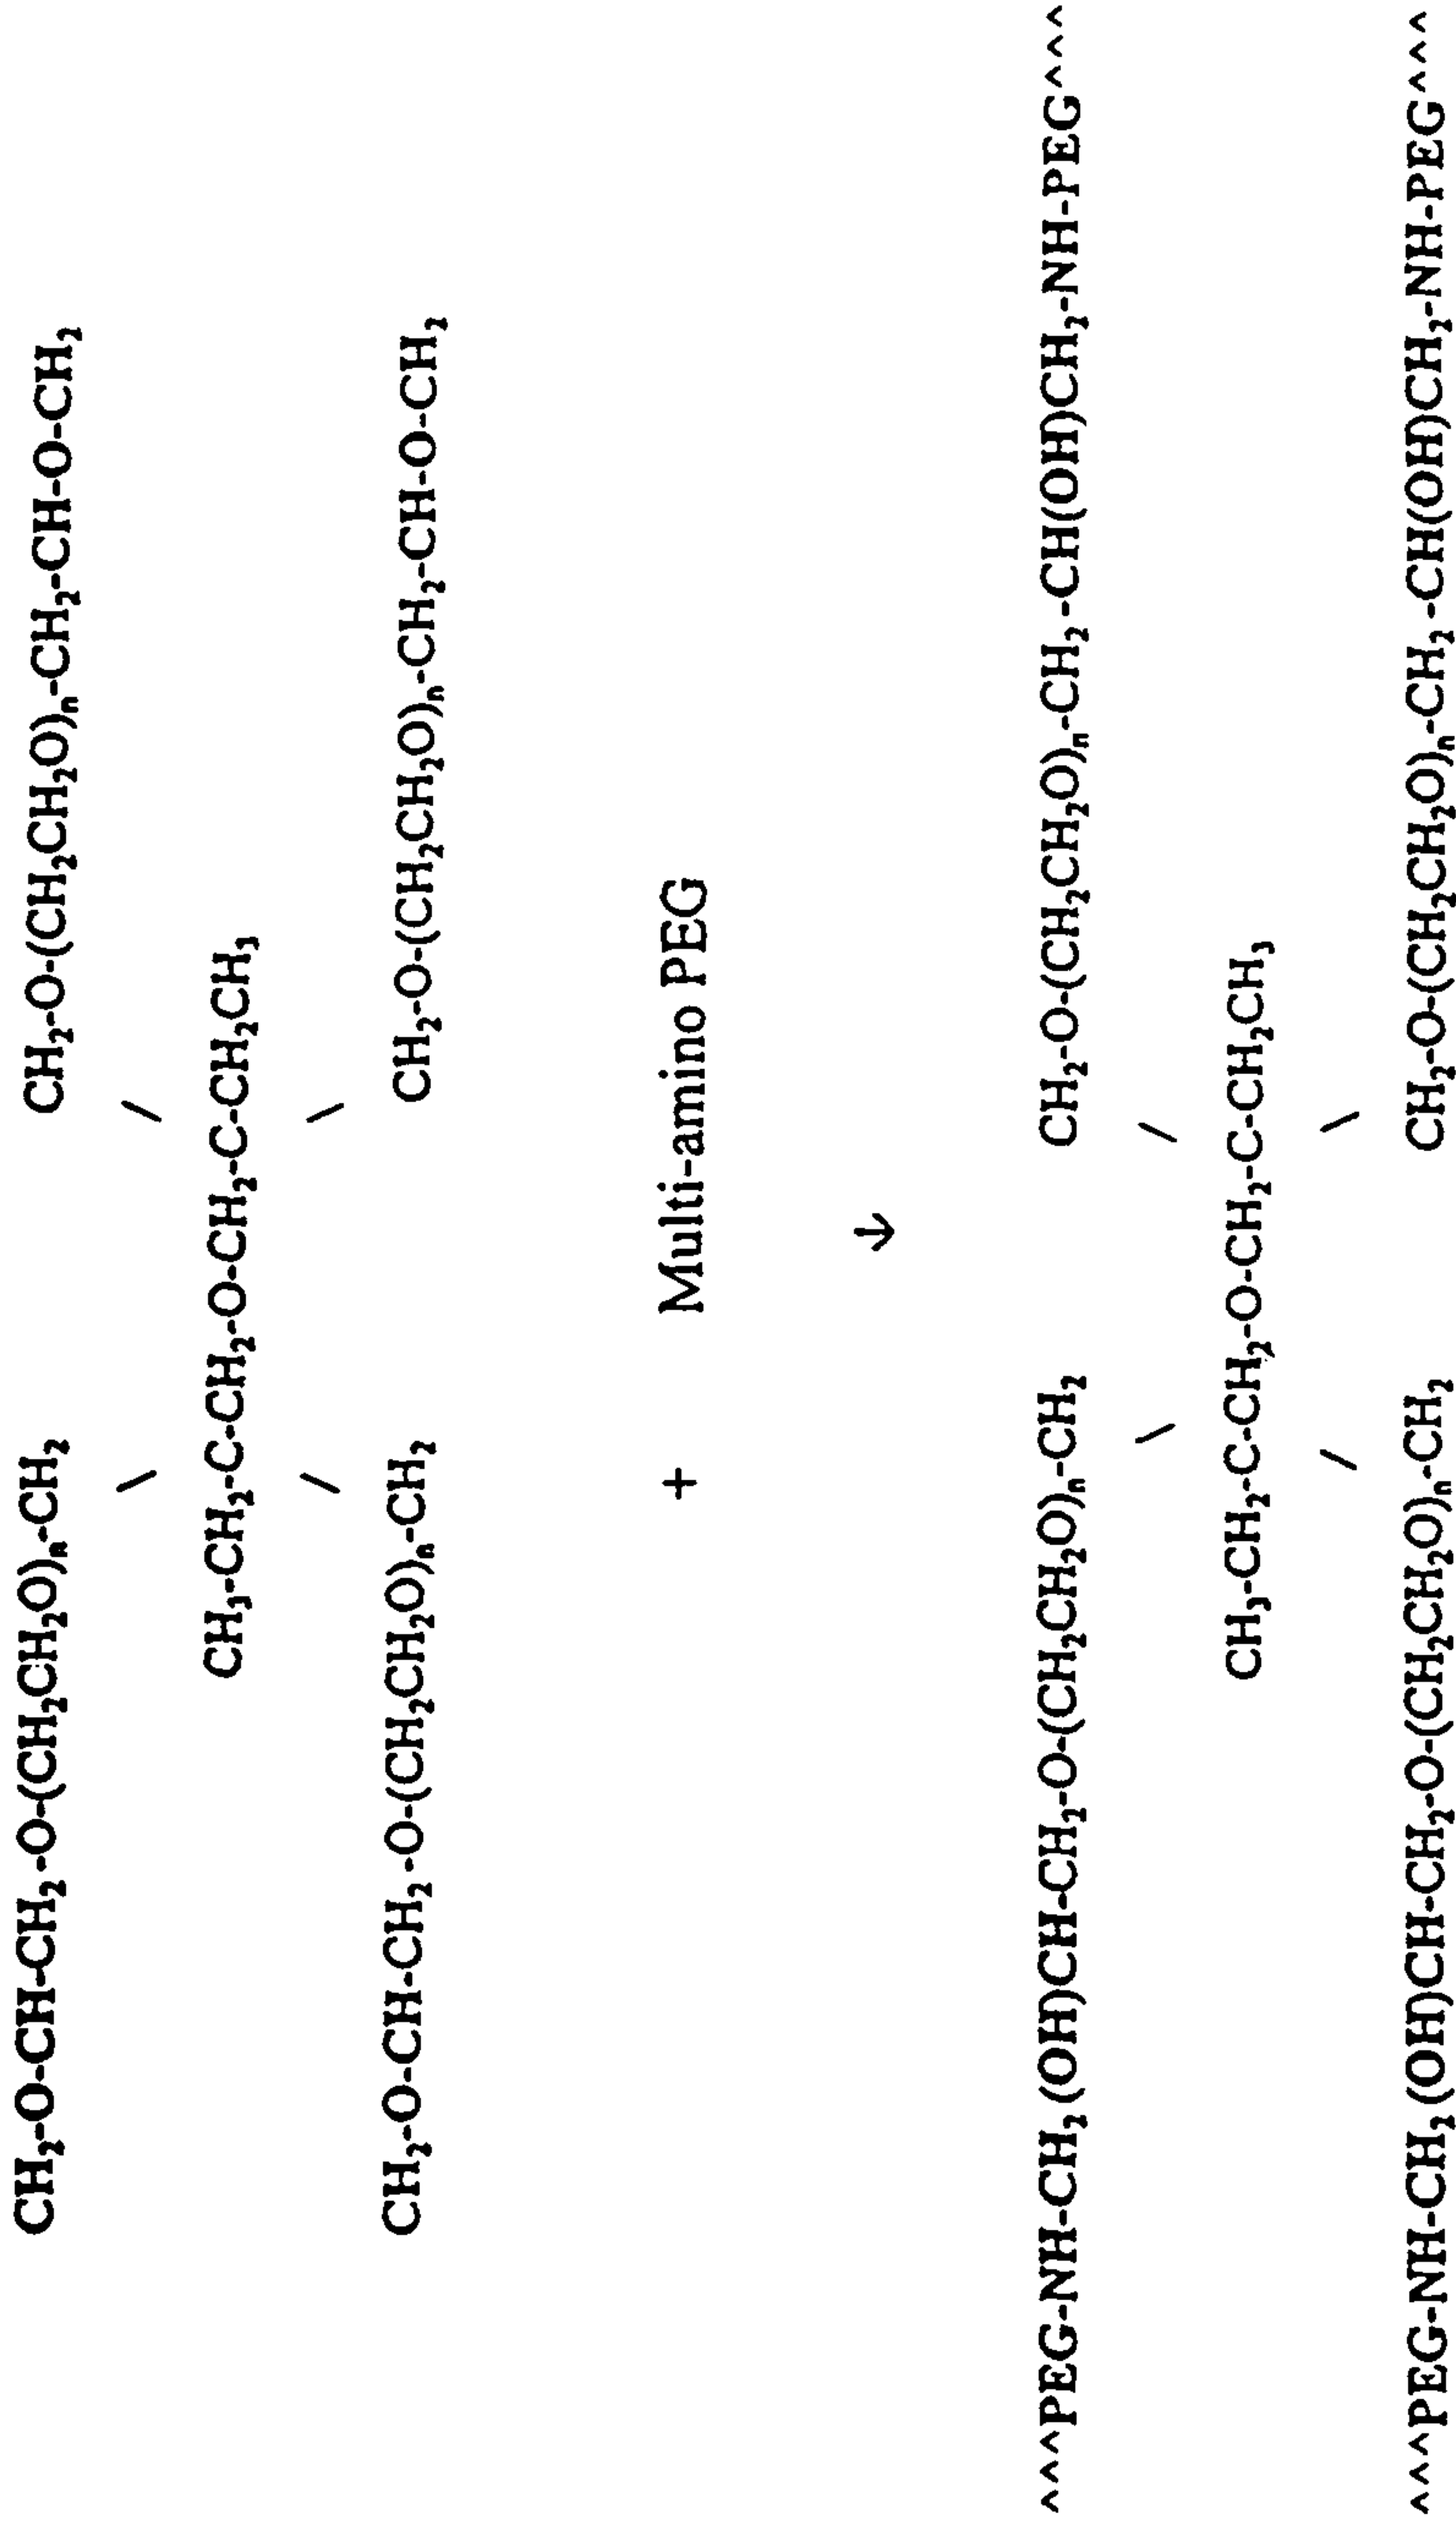 CH₂-O-CH-CH₂-O-(CH₂CH₂O)ₙ-CH₂ CH₂-O-(CH₂CH₂O)ₙ-CH₂-CH-O-CH₂
\ /
CH₃-CH₂-C-CH₂-O-CH₂-C-CH₂CH₃
/ \
CH₂-O-CH-CH₂-O-(CH₂CH₂O)ₙ-CH₂ CH₂-O-(CH₂CH₂O)ₙ-CH₂-CH-O-CH₂
+ Multi-amino PEG
↓
^^^PEG-NH-CH₂(OH)CH-CH₂-O-(CH₂CH₂O)ₙ-CH₂ CH₂-O-(CH₂CH₂O)ₙ-CH₂-CH(OH)CH₂-NH-PEG^^^
\ /
CH₃-CH₂-C-CH₂-O-CH₂-C-CH₂CH₃
/ \
^^^PEG-NH-CH₂(OH)CH-CH₂-O-(CH₂CH₂O)ₙ-CH₂ CH₂-O-(CH₂CH₂O)ₙ-CH₂-CH(OH)CH₂-NH-PEG^^^